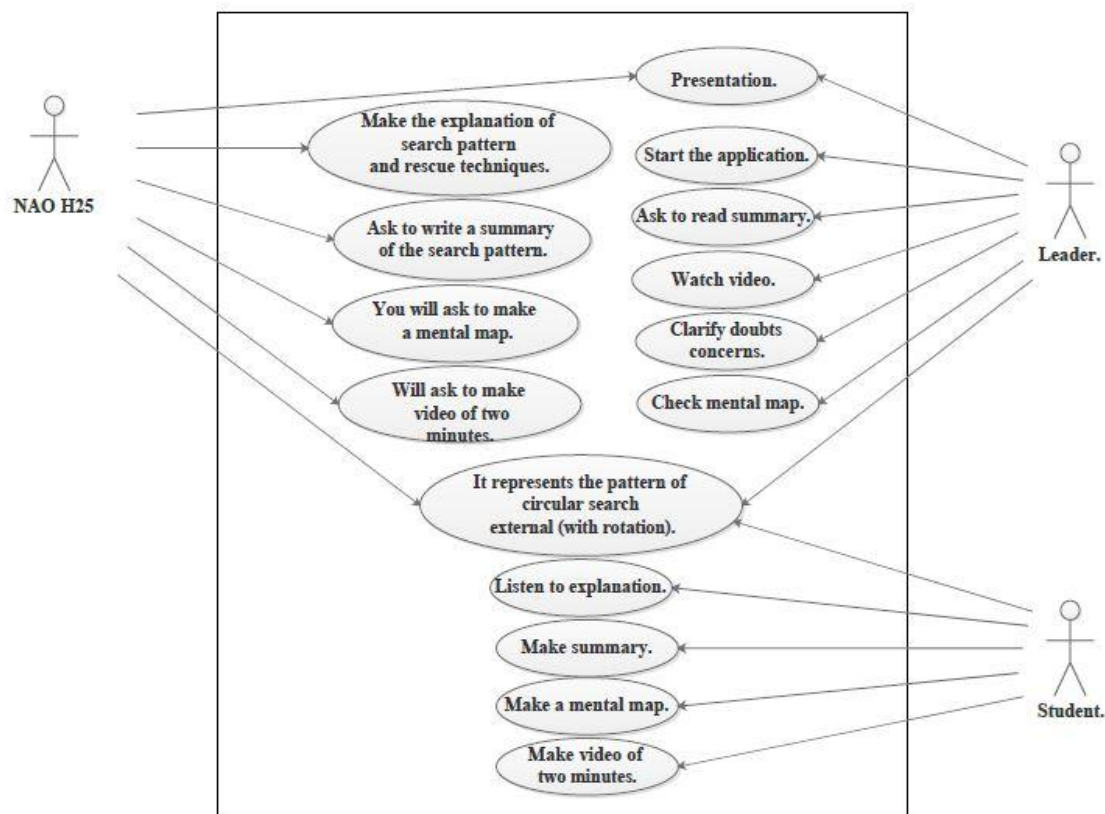 Presentation.
Make the explanation of
search pattern
and rescue techniques.
Start the application.
NAO H25
Ask to write a summary
of the search pattern.
Ask to read summary.
Leader.
You will ask to make
a mental map.
Watch video.
Clarify doubts
concerns.
Will ask to make
video of two
minutes.
Check mental map.
It represents the pattern of
circular search
external (with rotation).
Listen to explanation.
Make summary.
Make a mental map.
Student.
Make video of
two minutes.